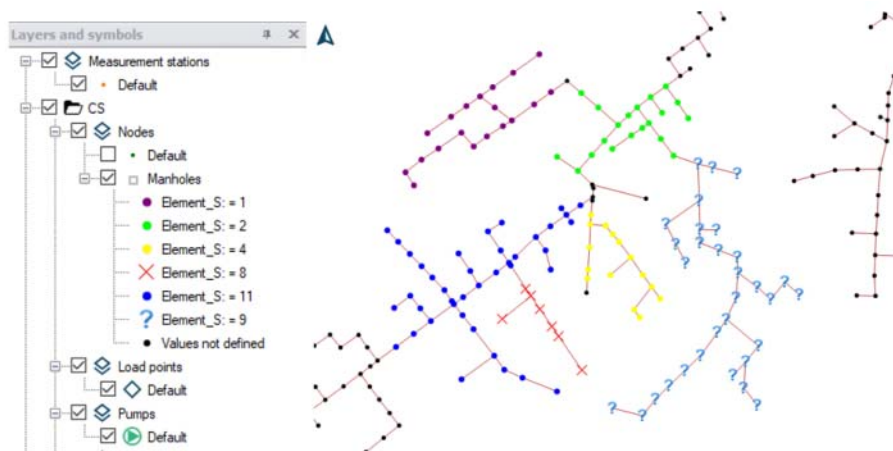 Layers and symbols
Measurement stations
Default
CS
Nodes
Default
Manholes
Element_S: = 1
Element_S: = 2
Element_S: = 4
Element_S: = 8
Element_S: = 11
Element_S: = 9
Values not defined
Load points
Default
Pumps
Default